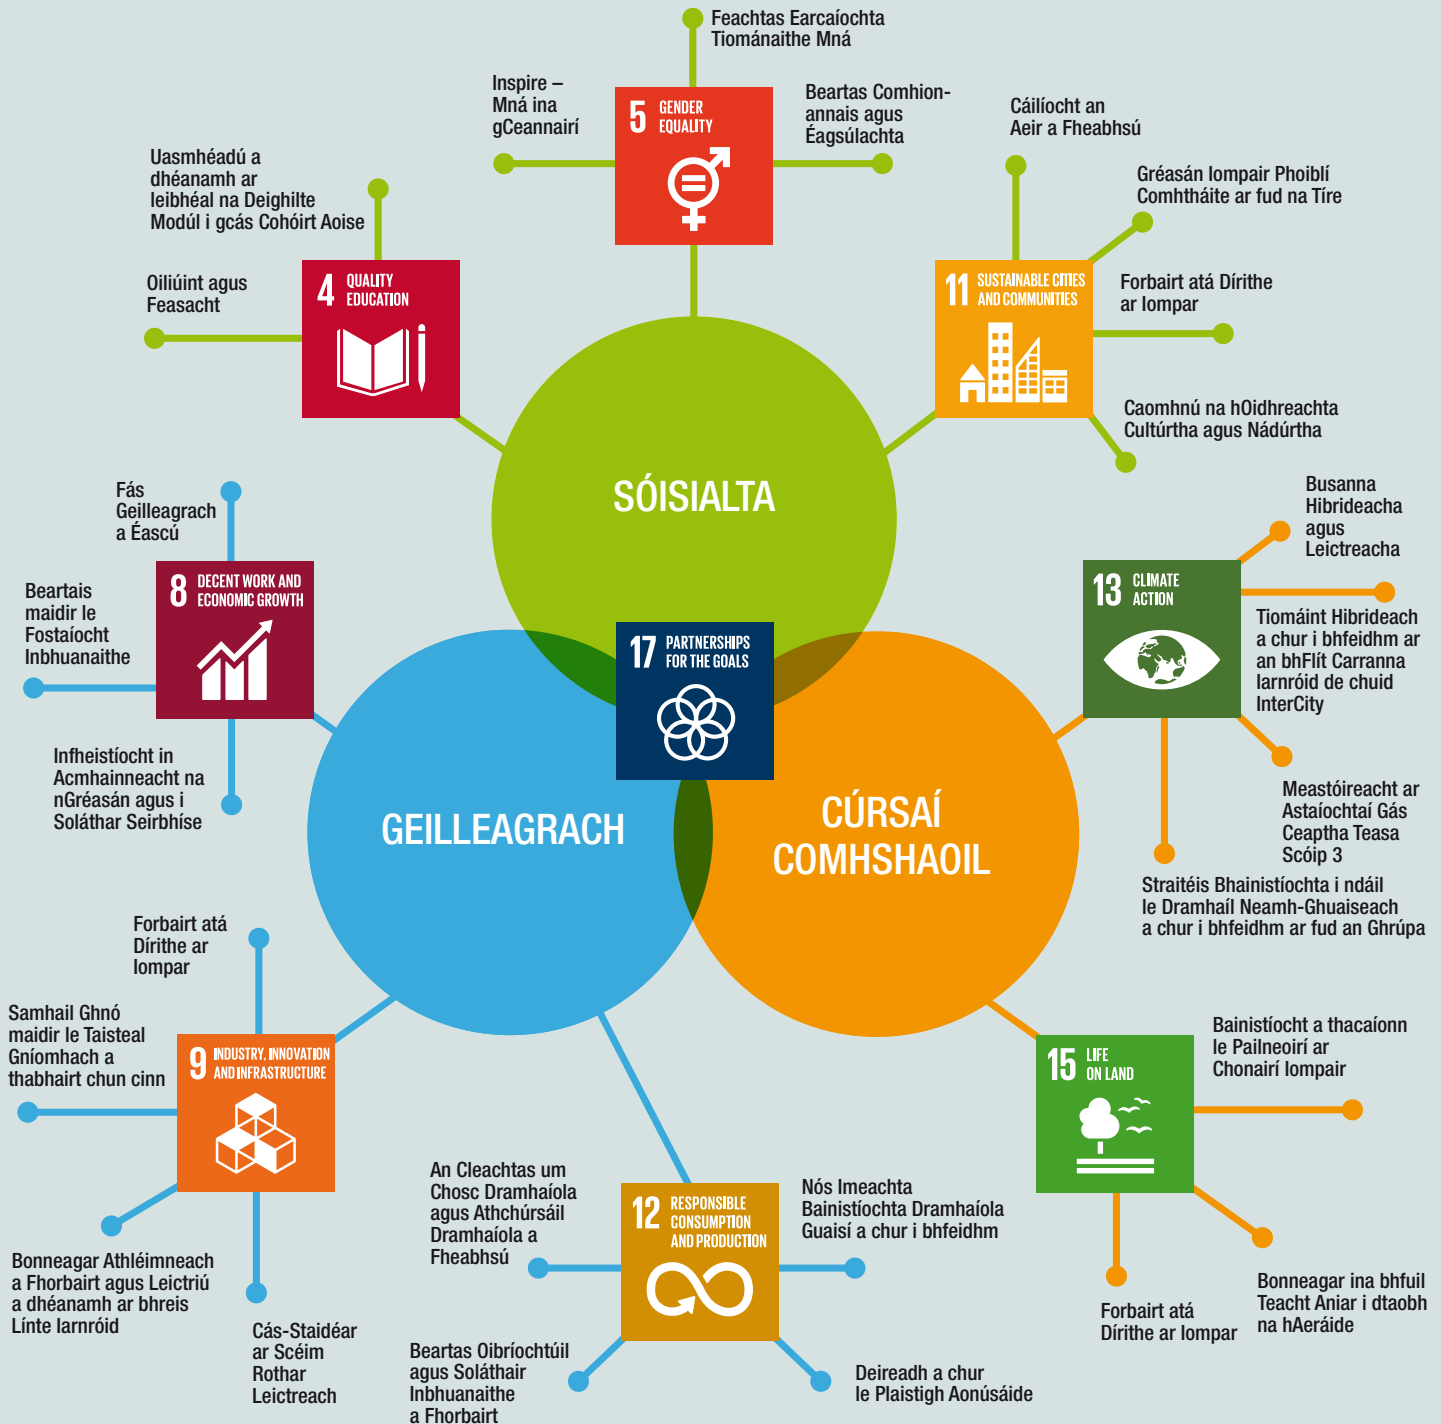 Feachtas Earcaíochta
Tiománaithe Mná
Inspire –
Mná ina
gCeannairí
5 GENDER
EQUALITY
Beartas Comhion-
annais agus
Éagsúlachta
Cáilíocht an
Aeir a Fheabhsú
Uasmhéadú a
dhéanamh ar
leibhéal na Deighilte
Modúl i gcás Cohóirt Aoise
Gréasán Iompair Phoiblí
Comhtháite ar fud na Tíre
Oiliúint agus
Feasacht
4 QUALITY
EDUCATION
11 SUSTAINABLE CITIES
AND COMMUNITIES
Forbairt atá Dírithe
ar Iompar
Caomhnú na hOidhreachta
Cultúrtha agus Nádúrtha
SÓISIALTA
Fás
Geilleagrach
a Éascú
Busanna
Hibrideacha
agus
Leictreacha
Beartais
maidir le
Fostaíocht
Inbhuanaithe
8 DECENT WORK AND
ECONOMIC GROWTH
13 CLIMATE
ACTION
Tiomáint Hibrideach
a chur i bhfeidhm ar
an bhFlít Carranna
Iarnróid de chuid
InterCity
17 PARTNERSHIPS
FOR THE GOALS
Infheistíocht in
Acmhainneacht na
nGréasán agus i
Soláthar Seirbhíse
Meastóireacht ar
Astaíochtaí Gás
Ceaptha Teasa
Scóip 3
GEILLEAGRACH
CÚRSAÍ
COMHSHAOIL
Straitéis Bhainistíochta i ndáil
le Dramhaíl Neamh-Ghuaiseach
a chur i bhfeidhm ar fud an Ghrúpa
Forbairt atá
Dírithe ar
Iompar
Samhail Ghnó
maidir le Taisteal
Gníomhach a
thabhairt chun cinn
9 INDUSTRY, INNOVATION
AND INFRASTRUCTURE
15 LIFE
ON LAND
Bainistíocht a thacaíonn
le Pailneoirí ar
Chonairí Iompair
An Cleachtas um
Chosc Dramhaíola
agus Athchúrsáil
Dramhaíola a
Fheabhsú
12 RESPONSIBLE
CONSUMPTION
AND PRODUCTION
Nós Imeachta
Bainistíochta Dramhaíola
Guaisí a chur i bhfeidhm
Bonneagar Athléimneach
a Fhorbairt agus Leictriú
a dhéanamh ar bhreis
Línte Iarnróid
Cás-Staidéar
ar Scéim
Rothar
Leictreach
Beartas Oibríochtúil
agus Soláthair
Inbhuanaithe
a Fhorbairt
Deireadh a chur
le Plaistigh Aonúsáide
Forbairt atá
Dírithe ar Iompar
Bonneagar ina bhfuil
Teacht Aniar i dtaobh
na hAeráide